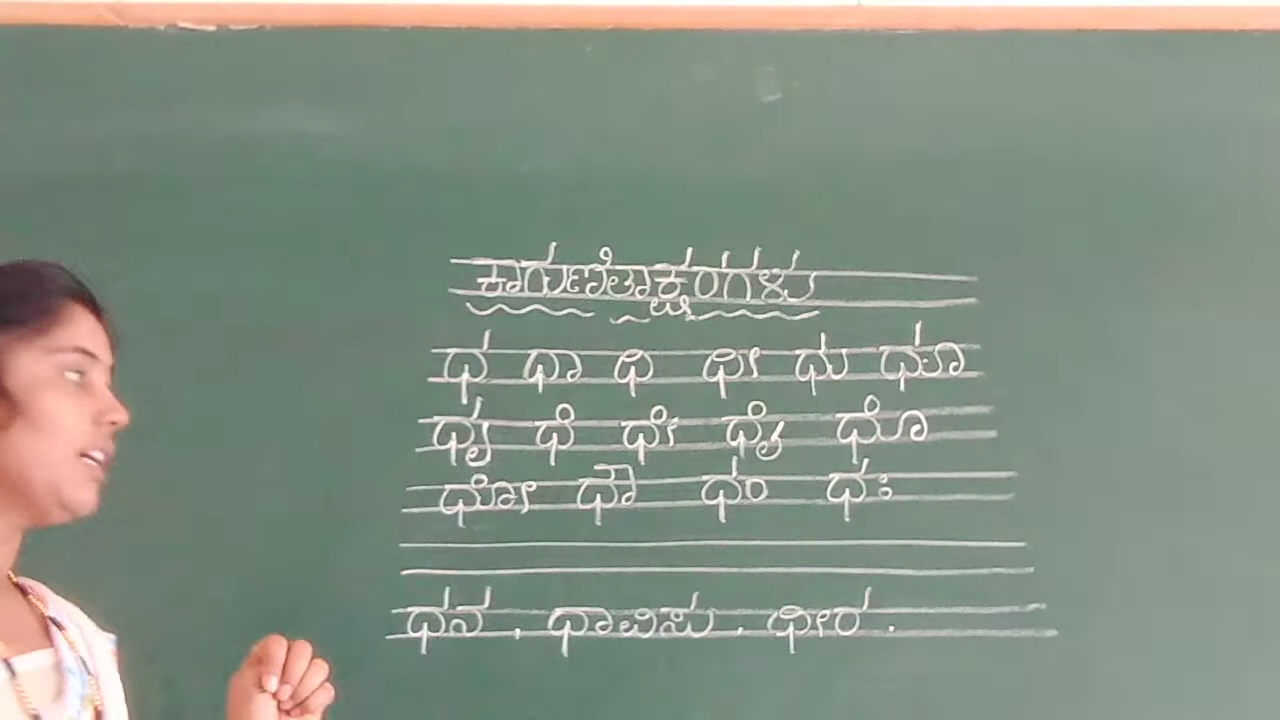 ಕಾಗುಣಿತಾಕ್ಷರಗಳು
ಧ ಧಾ ಧಿ ಧೀ ಧು ಧೂ
ಧೃ ಧೆ ಧೇ ಧೈ ಧೊ
ಧೋ ಧೌ ಧಂ ಧಃ
ಧನ , ಧಾವಿಸು . ಧೀರ .